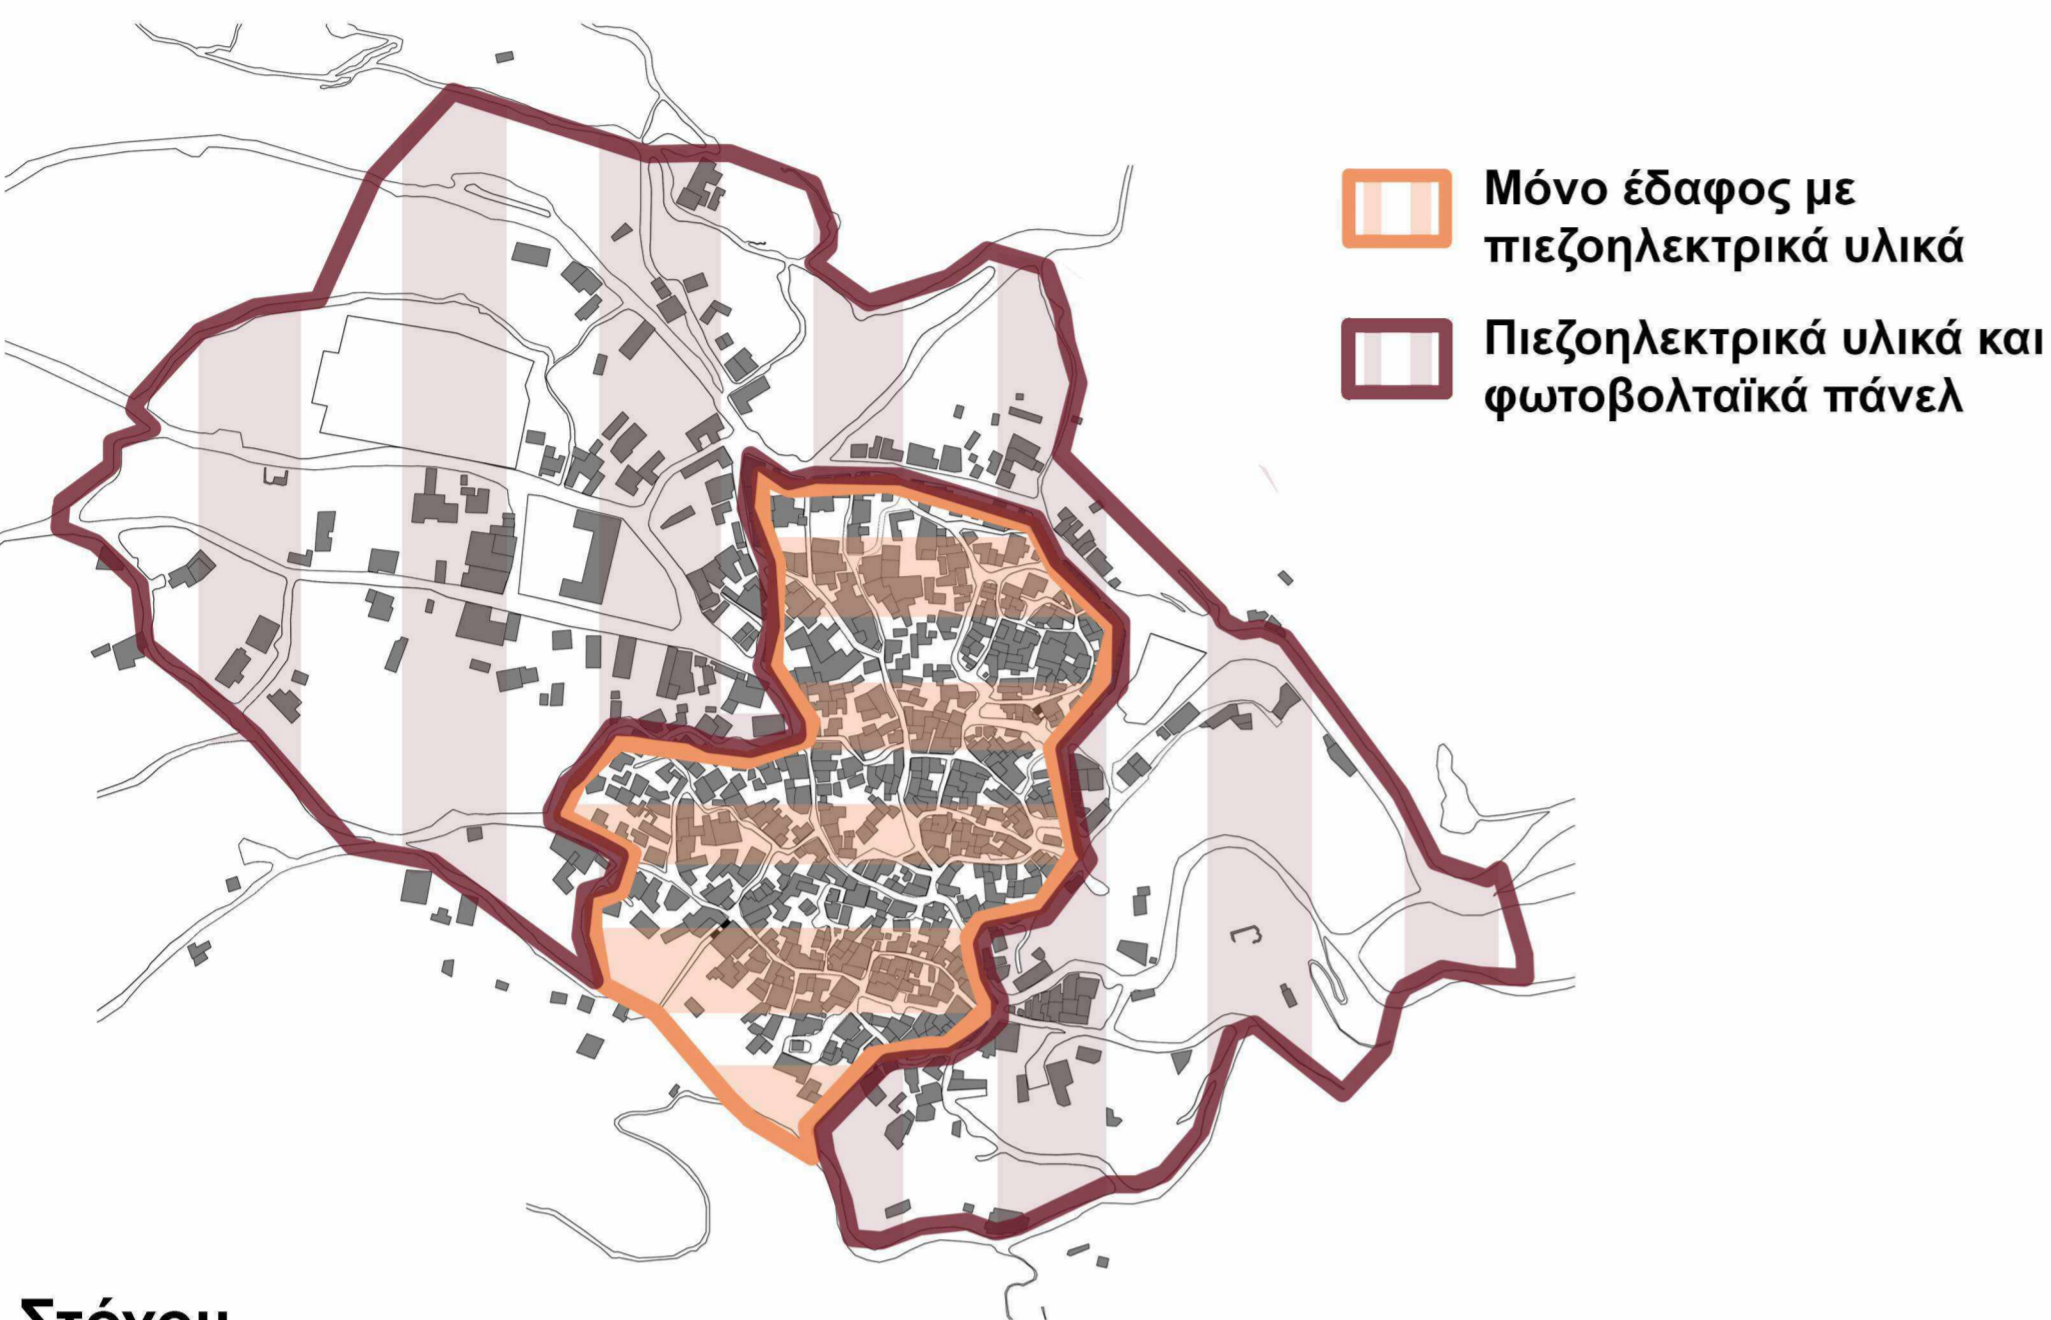 Μόνο έδαφος με
πιεζοηλεκτρικά υλικά
Πιεζοηλεκτρικά υλικά και
φωτοβολταϊκά πάνελ